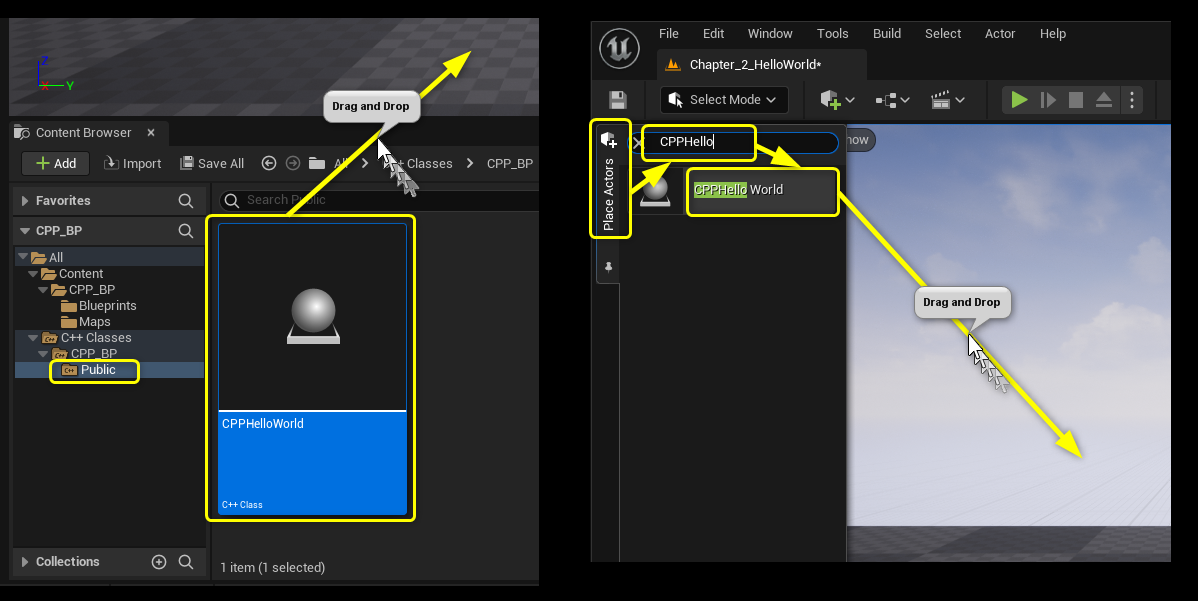 Z
X
Y
Drag and Drop
Content Browser
Add
Import
Save All
All
C++ Classes
CPP_BP
Favorites
Search Public
CPP_BP
All
Content
CPP_BP
Blueprints
Maps
C++ Classes
CPP_BP
Public
CPPHelloWorld
C++ Class
Collections
1 item (1 selected)
File Edit Window Tools Build Select Actor Help
Chapter_2_HelloWorld*
Select Mode
Place Actors
CPPHello
CPPHello World
Drag and Drop